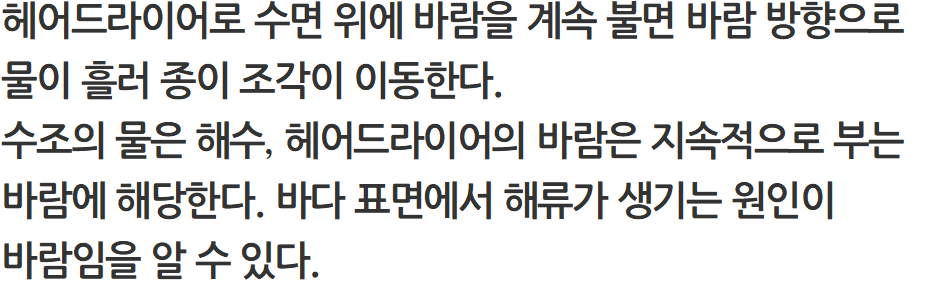 헤어드라이어로 수면 위에 바람을 계속 불면 바람 방향으로
물이 흘러 종이 조각이 이동한다.
수조의 물은 해수, 헤어드라이어의 바람은 지속적으로 부는
바람에 해당한다. 바다 표면에서 해류가 생기는 원인이
바람임을 알 수 있다.